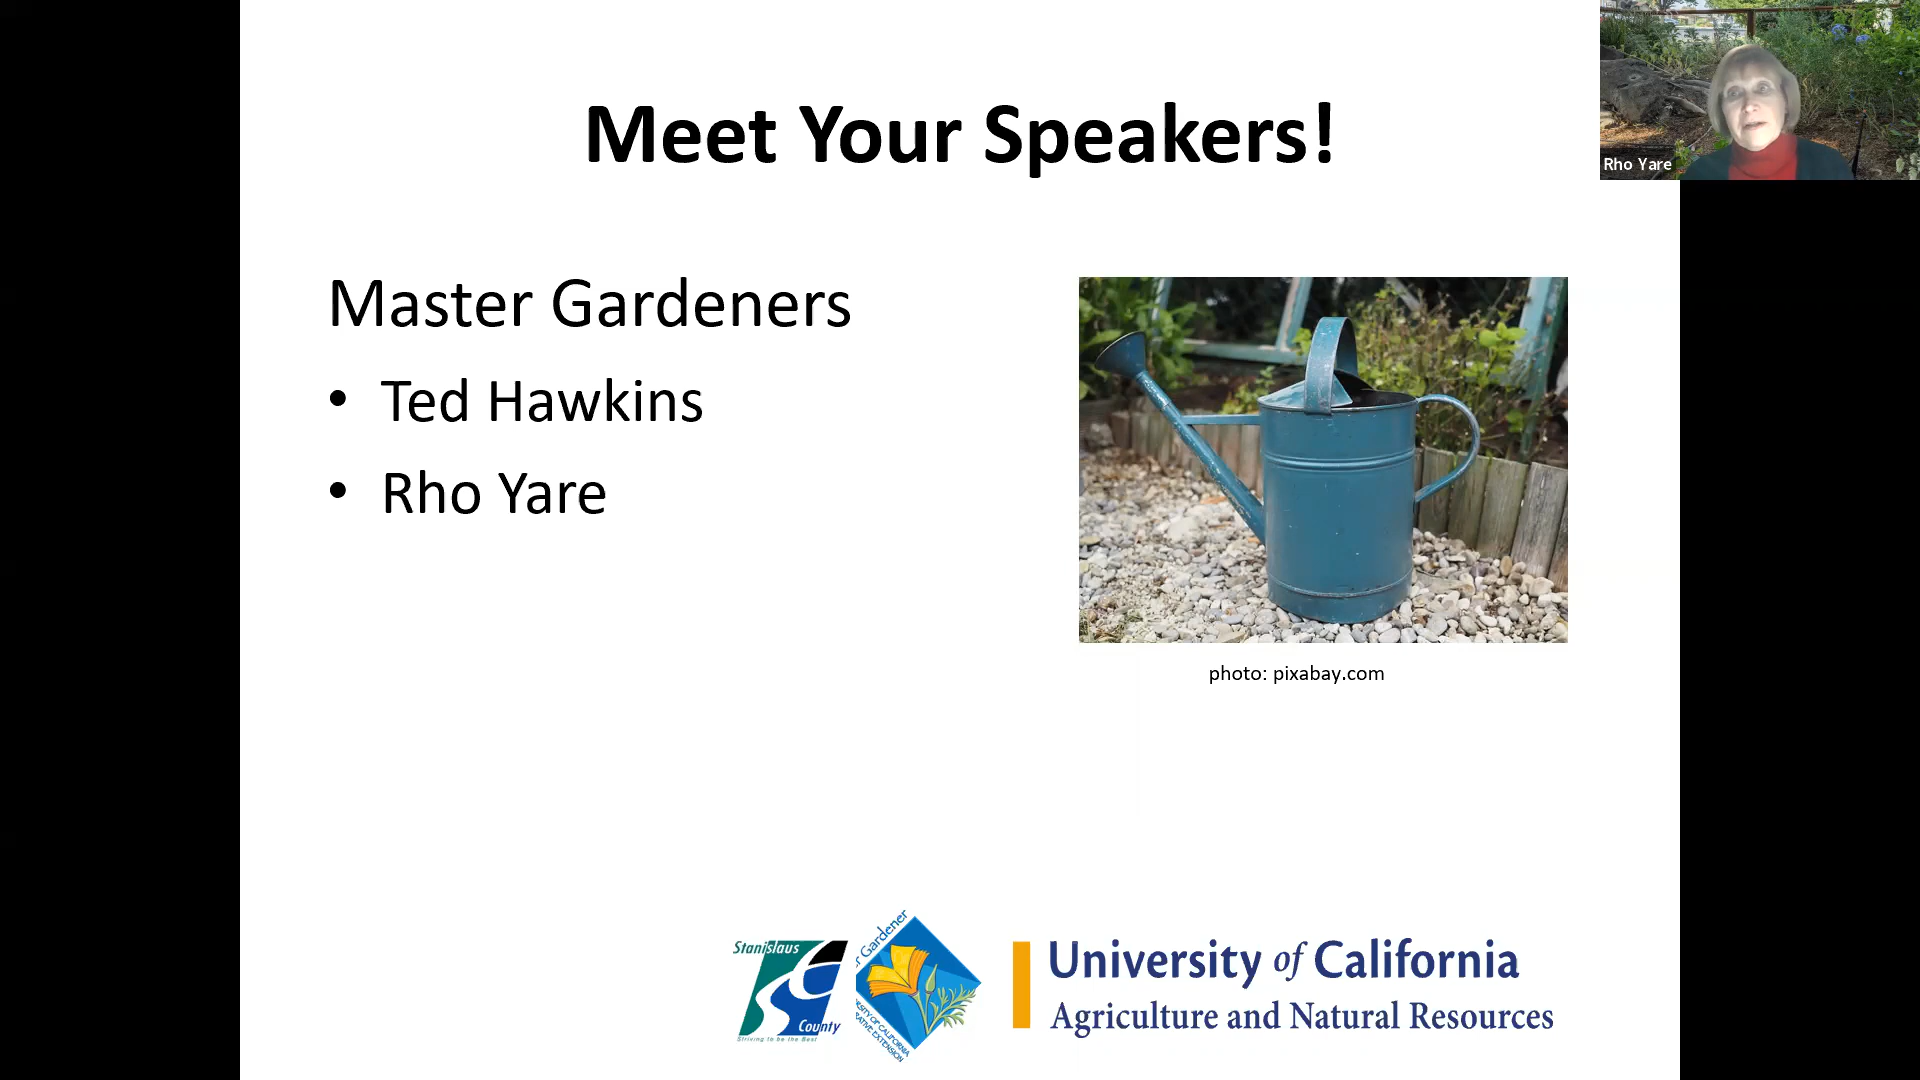 Meet Your Speakers!
Rho Yare
Master Gardeners
• Ted Hawkins
• Rho Yare
photo: pixabay.com
Stanislaus
County
Striving to be the Best
Gardener
University of California
Agriculture and Natural Resources